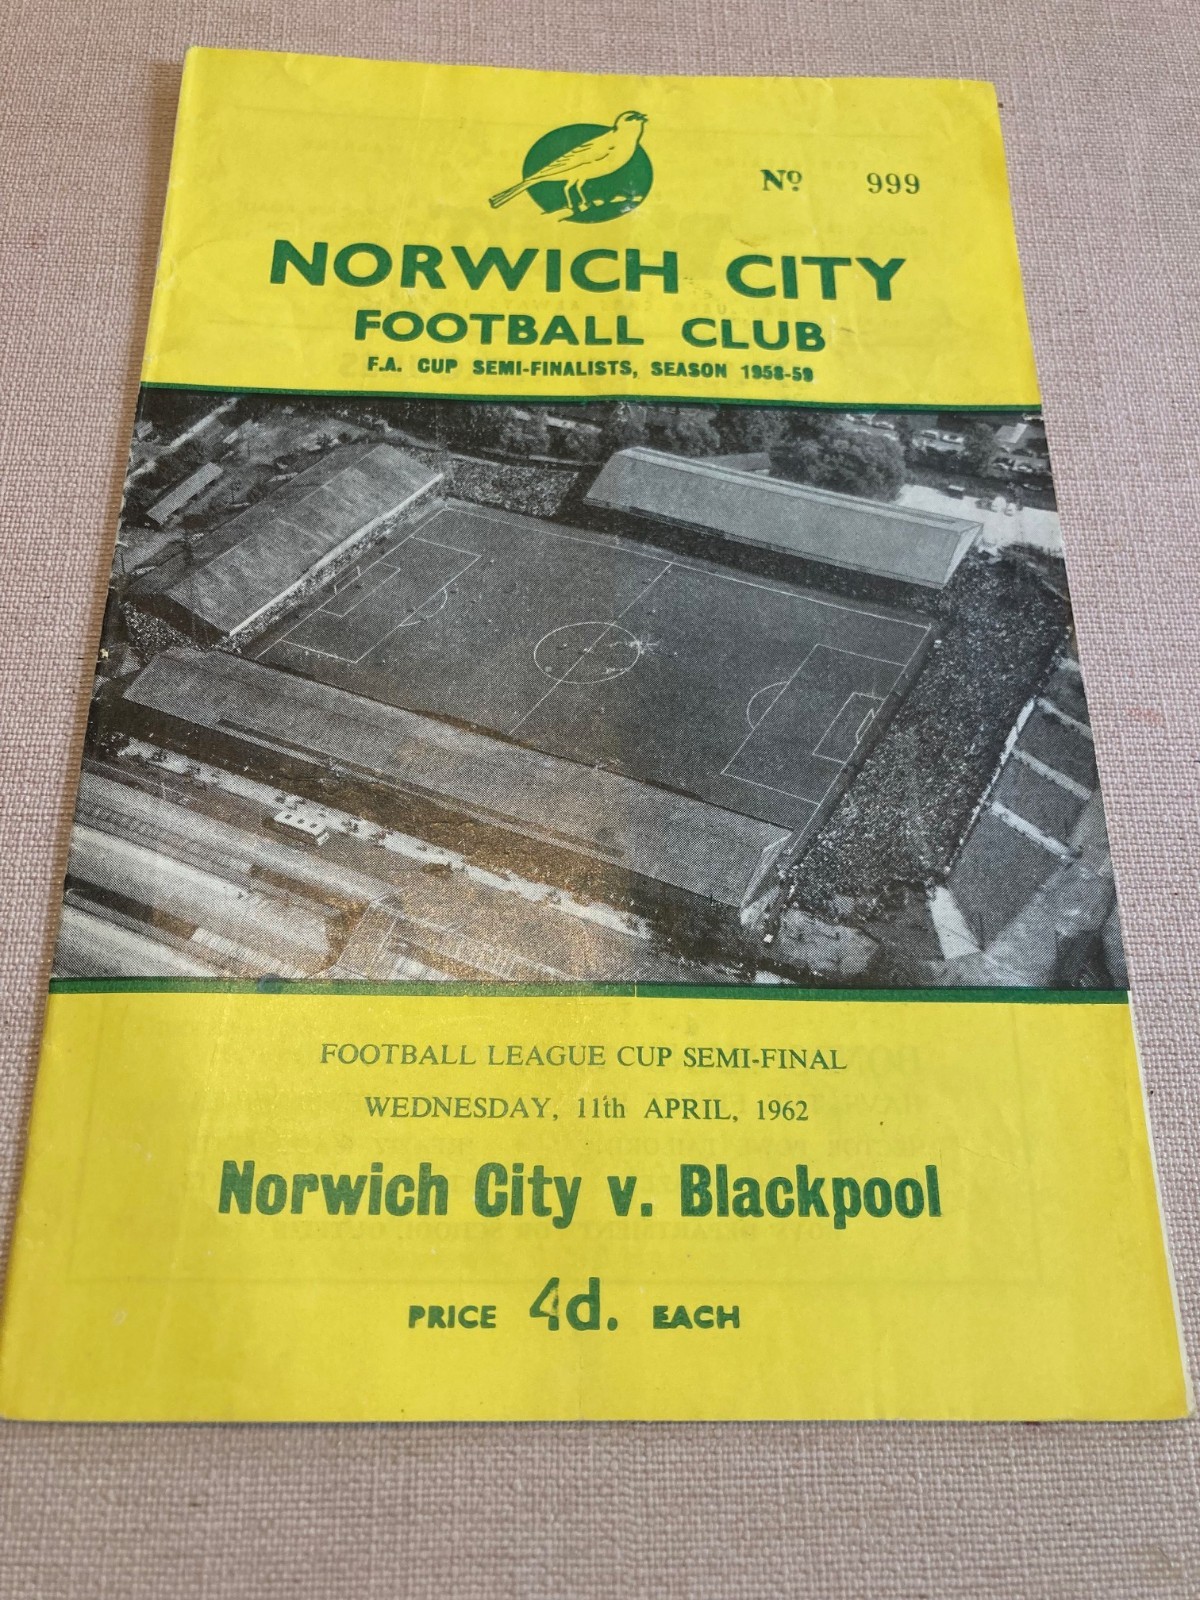 Nº 999
NORWICH CITY
FOOTBALL CLUB
F.A. CUP SEMI-FINALISTS, SEASON 1958-59
FOOTBALL LEAGUE CUP SEMI-FINAL
WEDNESDAY, 11th APRIL, 1962
Norwich City v. Blackpool
PRICE 4d. EACH